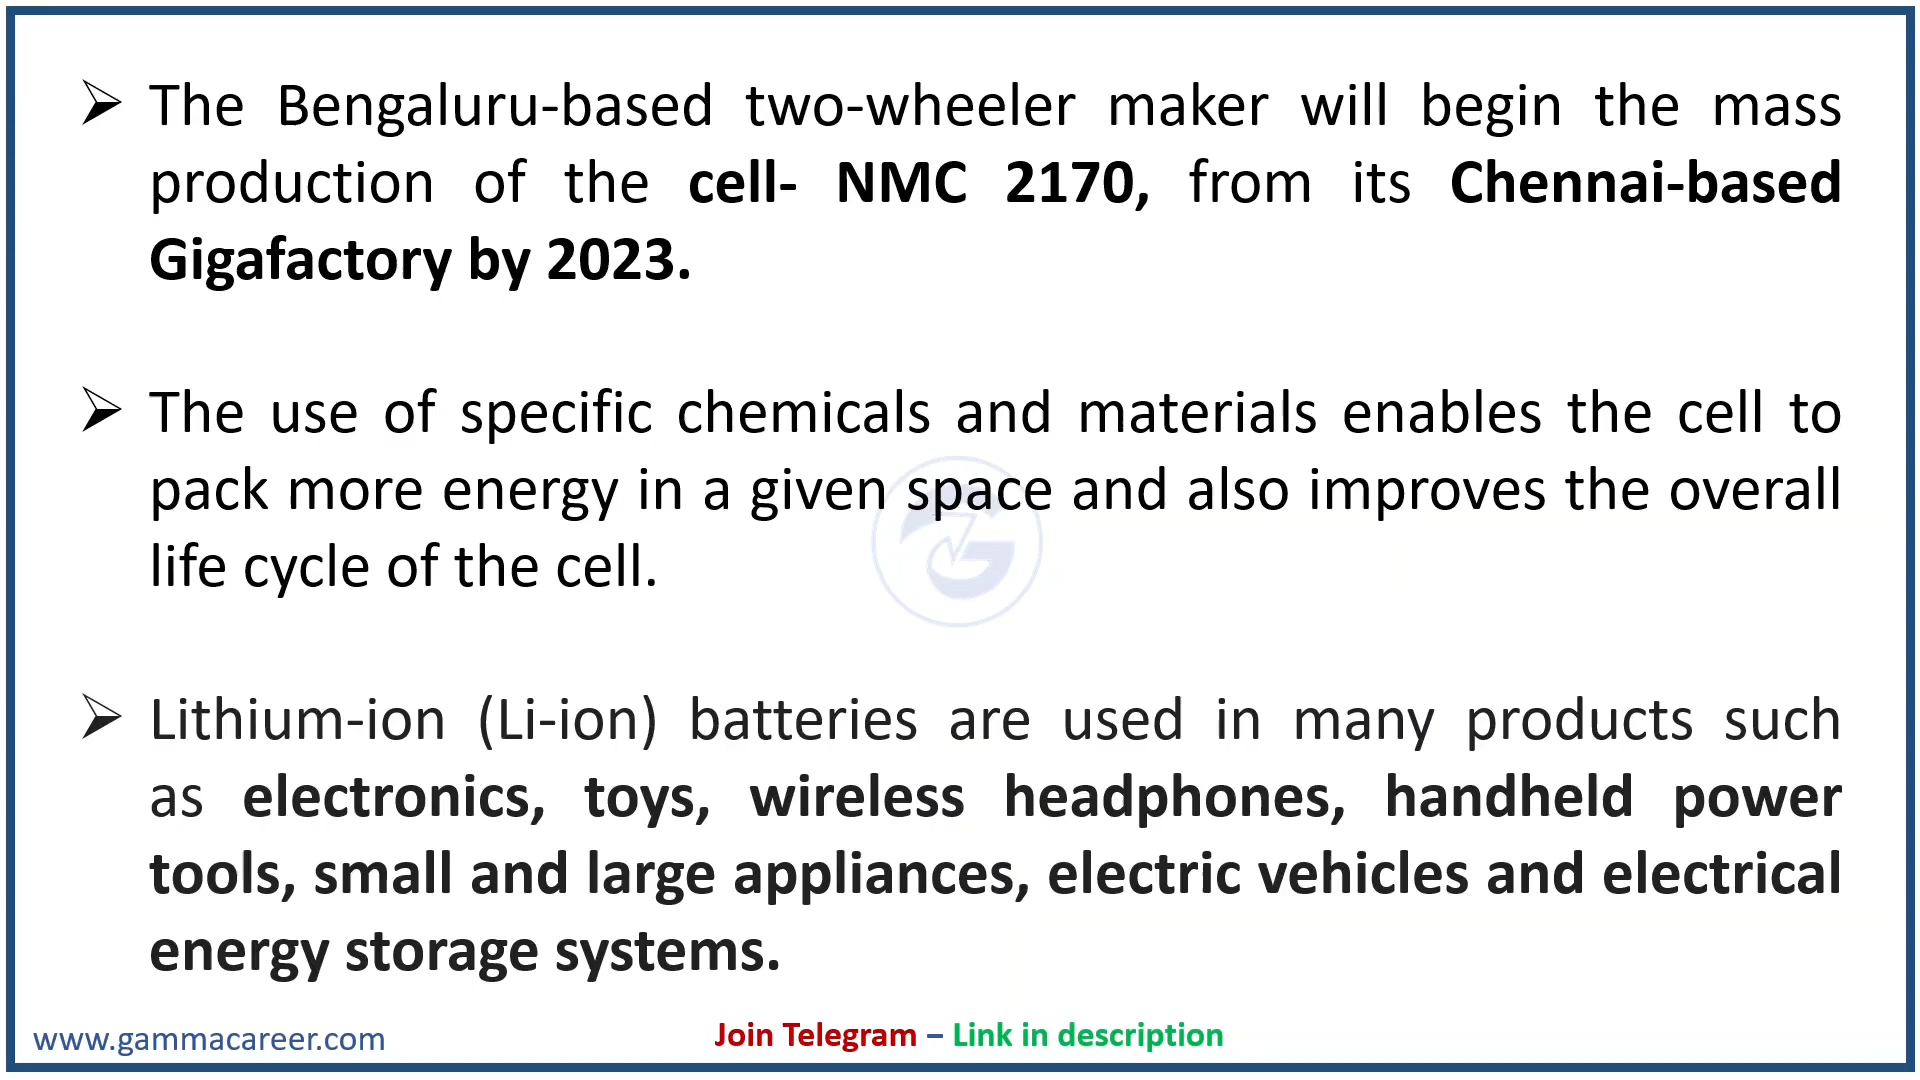 The Bengaluru-based two-wheeler maker will begin the mass
production of the cell- NMC 2170, from its Chennai-based
Gigafactory by 2023.
The use of specific chemicals and materials enables the cell to
pack more energy in a given space and also improves the overall
life cycle of the cell.
Lithium-ion (Li-ion) batteries are used in many products such
as electronics, toys, wireless headphones, handheld power
tools, small and large appliances, electric vehicles and electrical
energy storage systems.
www.gammacareer.com
Join Telegram – Link in description